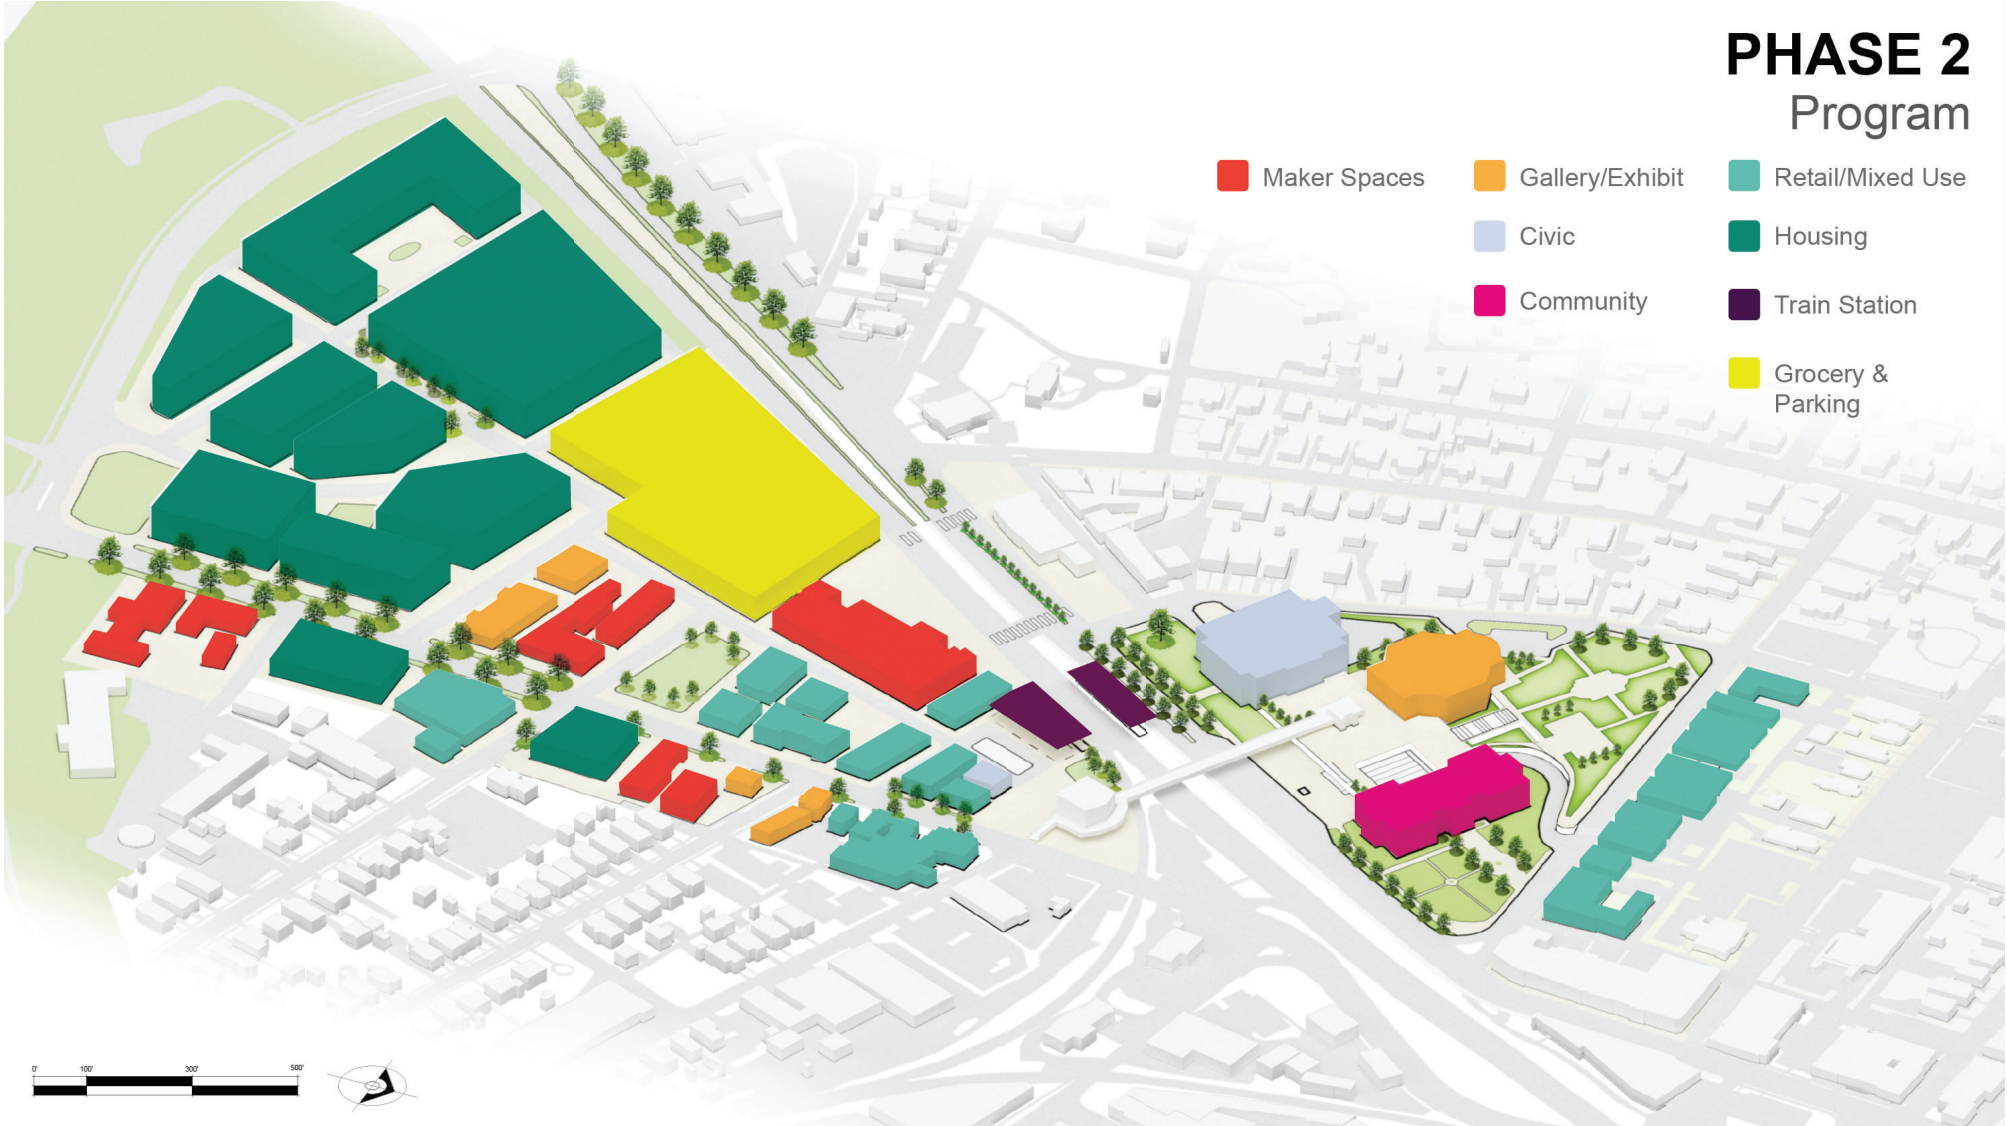 PHASE 2
Program
Maker Spaces
Gallery/Exhibit
Retail/Mixed Use
Civic
Housing
Community
Train Station
Grocery &
Parking
0' 100' 300' 500'